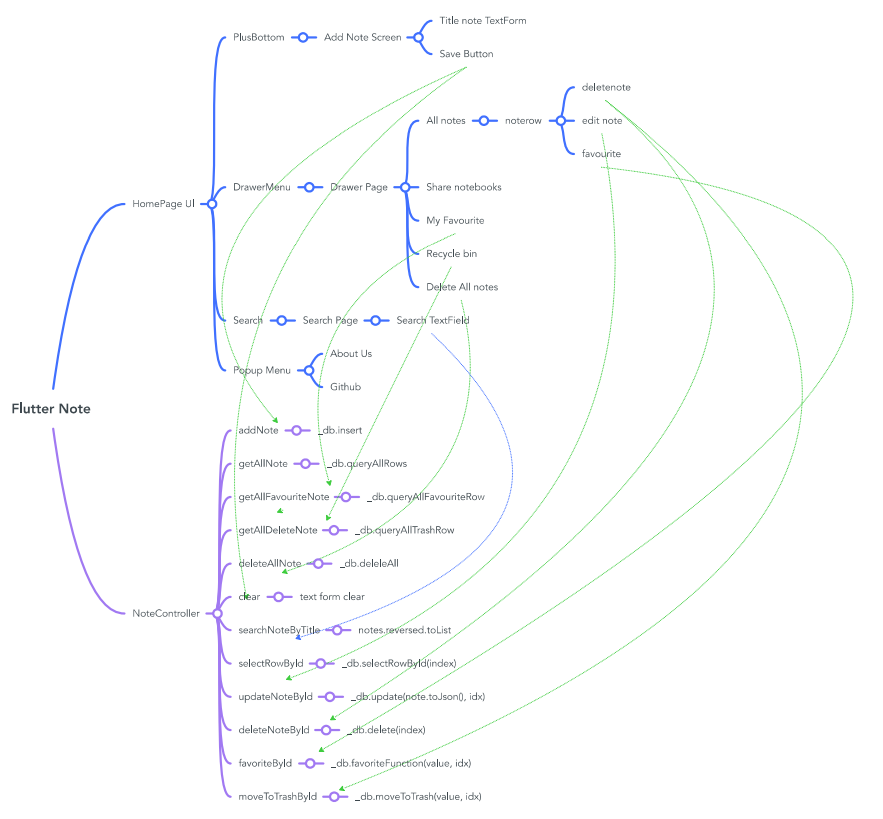 Title note TextForm
PlusBottom Add Note Screen
Save Button
deletenote
All notes noterow edit note
favourite
DrawerMenu Drawer Page Share notebooks
HomePage UI
My Favourite
Recycle bin
Delete All notes
Search Search Page Search TextField
About Us
Popup Menu
Github
Flutter Note
addNote _db.insert
getAllNote _db.queryAllRows
getAllFavouriteNote _db.queryAllFavouriteRow
getAllDeleteNote _db.queryAllTrashRow
deleteAllNote _db.deleleAll
clear text form clear
NoteController
searchNoteByTitle notes.reversed.toList
selectRowById _db.selectRowById(index)
updateNoteById _db.update(note.toJson(), idx)
deleteNoteById _db.delete(index)
favoriteById _db.favoriteFunction(value, idx)
moveToTrashById _db.moveToTrash(value, idx)